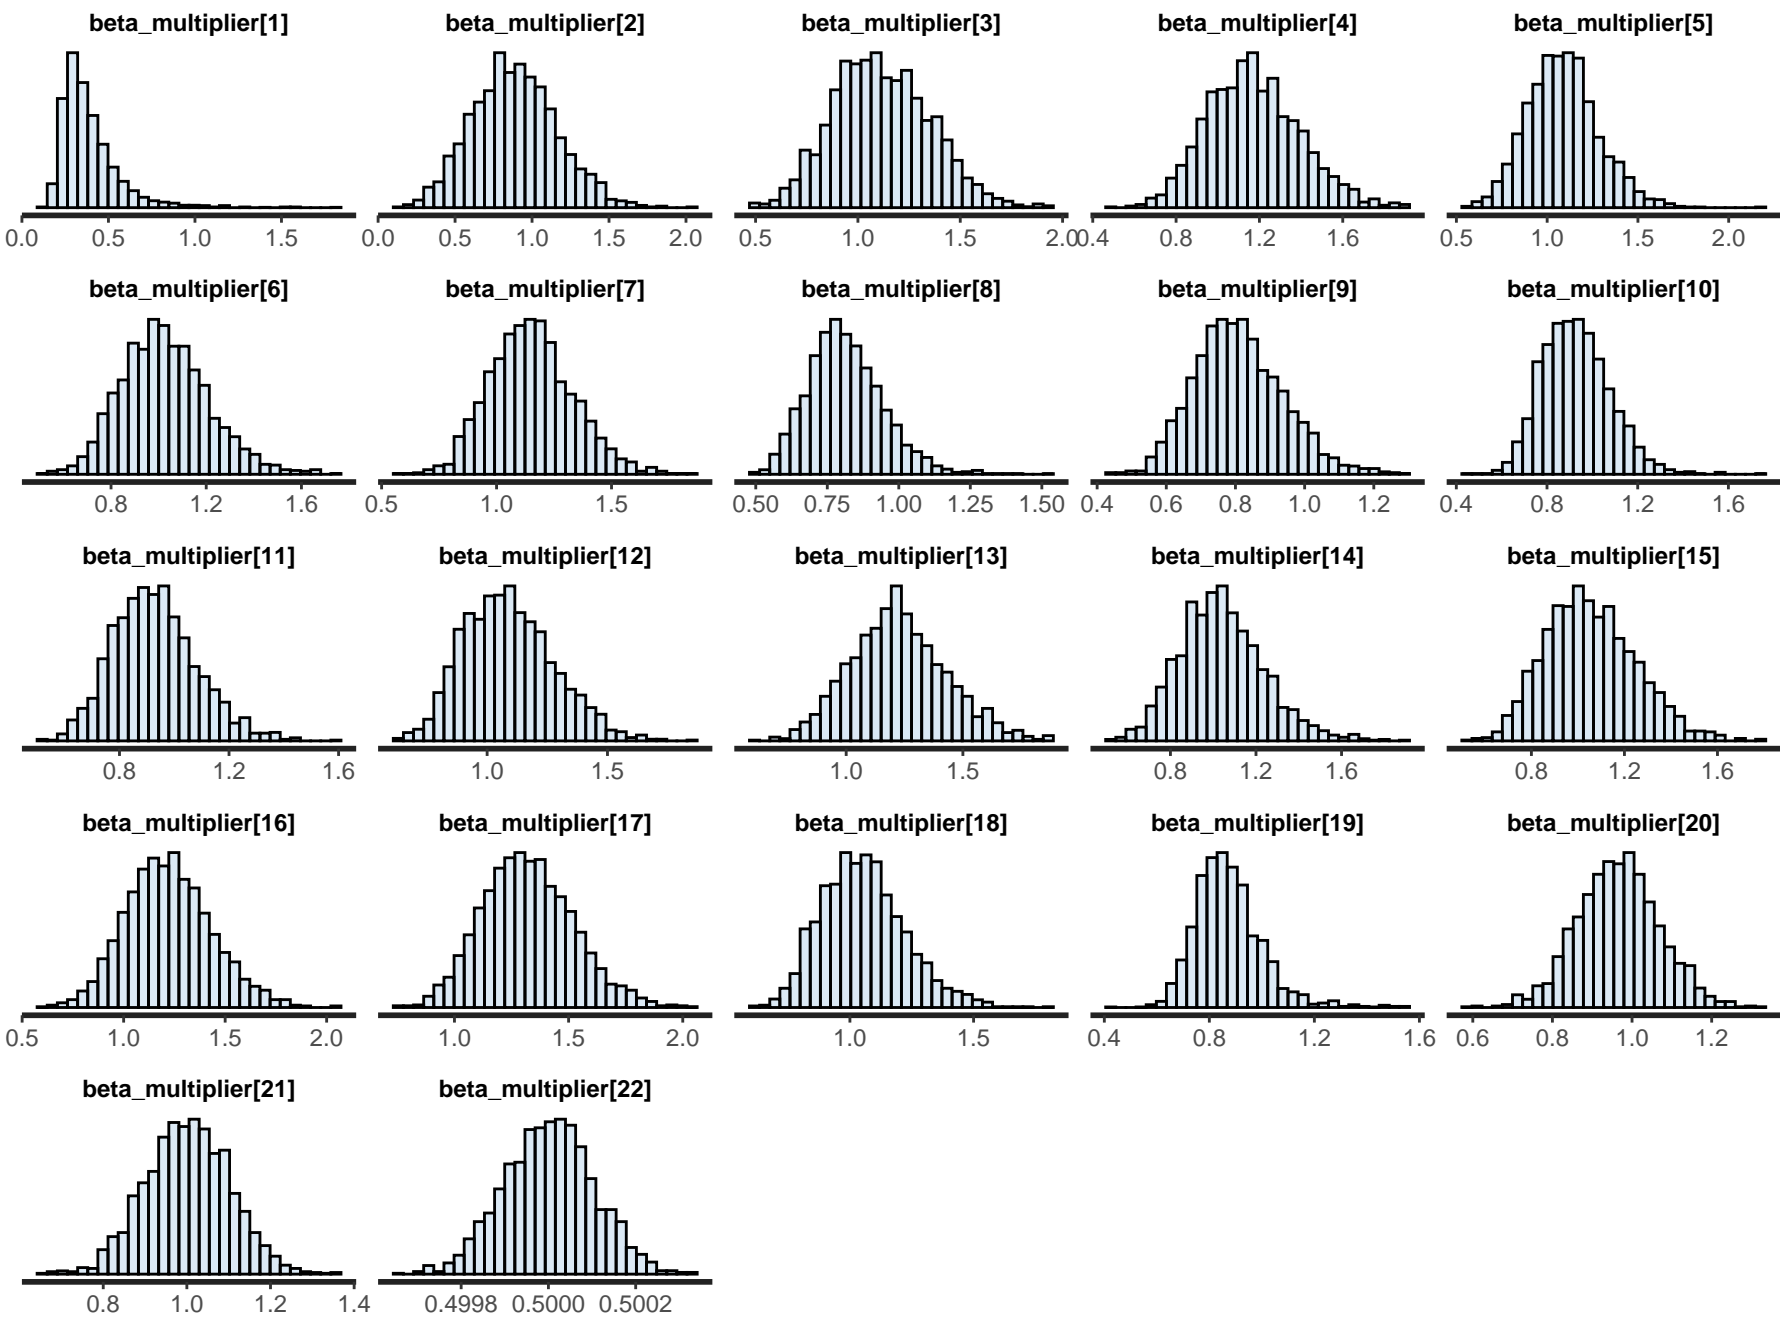 beta_multiplier[1] beta_multiplier[2] beta_multiplier[3] beta_multiplier[4] beta_multiplier[5]
0.0 0.5 1.0 1.5 0.0 0.5 1.0 1.5 2.0 0.5 1.0 1.5 2.0 0.4 0.8 1.2 1.6 0.5 1.0 1.5 2.0
beta_multiplier[6] beta_multiplier[7] beta_multiplier[8] beta_multiplier[9] beta_multiplier[10]
0.8 1.2 1.6 0.5 1.0 1.5 0.50 0.75 1.00 1.25 1.50 0.4 0.6 0.8 1.0 1.2 0.4 0.8 1.2 1.6
beta_multiplier[11] beta_multiplier[12] beta_multiplier[13] beta_multiplier[14] beta_multiplier[15]
0.8 1.2 1.6 1.0 1.5 1.0 1.5 0.8 1.2 1.6 0.8 1.2 1.6
beta_multiplier[16] beta_multiplier[17] beta_multiplier[18] beta_multiplier[19] beta_multiplier[20]
0.5 1.0 1.5 2.0 1.0 1.5 2.0 1.0 1.5 0.4 0.8 1.2 1.6 0.6 0.8 1.0 1.2
beta_multiplier[21] beta_multiplier[22]
0.8 1.0 1.2 1.4 0.4998 0.5000 0.5002